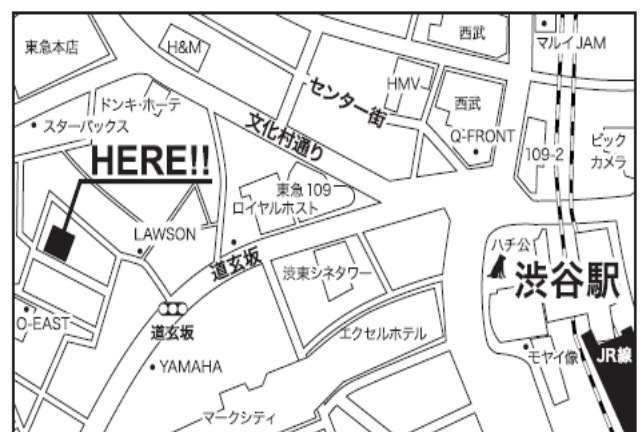 西武
マルイ JAM
東急本店
H&M
センター街
HMV
西武
ドンキ・ホーテ
スターバックス
文化村通り
Q-FRONT
109-2
ビック
カメラ
HERE!!
東急 109
ロイヤルホスト
LAWSON
道玄坂
渋東シネタワー
ハチ公
渋谷駅
O-EAST
道玄坂
エクセルホテル
モヤイ像
JR線
YAMAHA
マークシティ